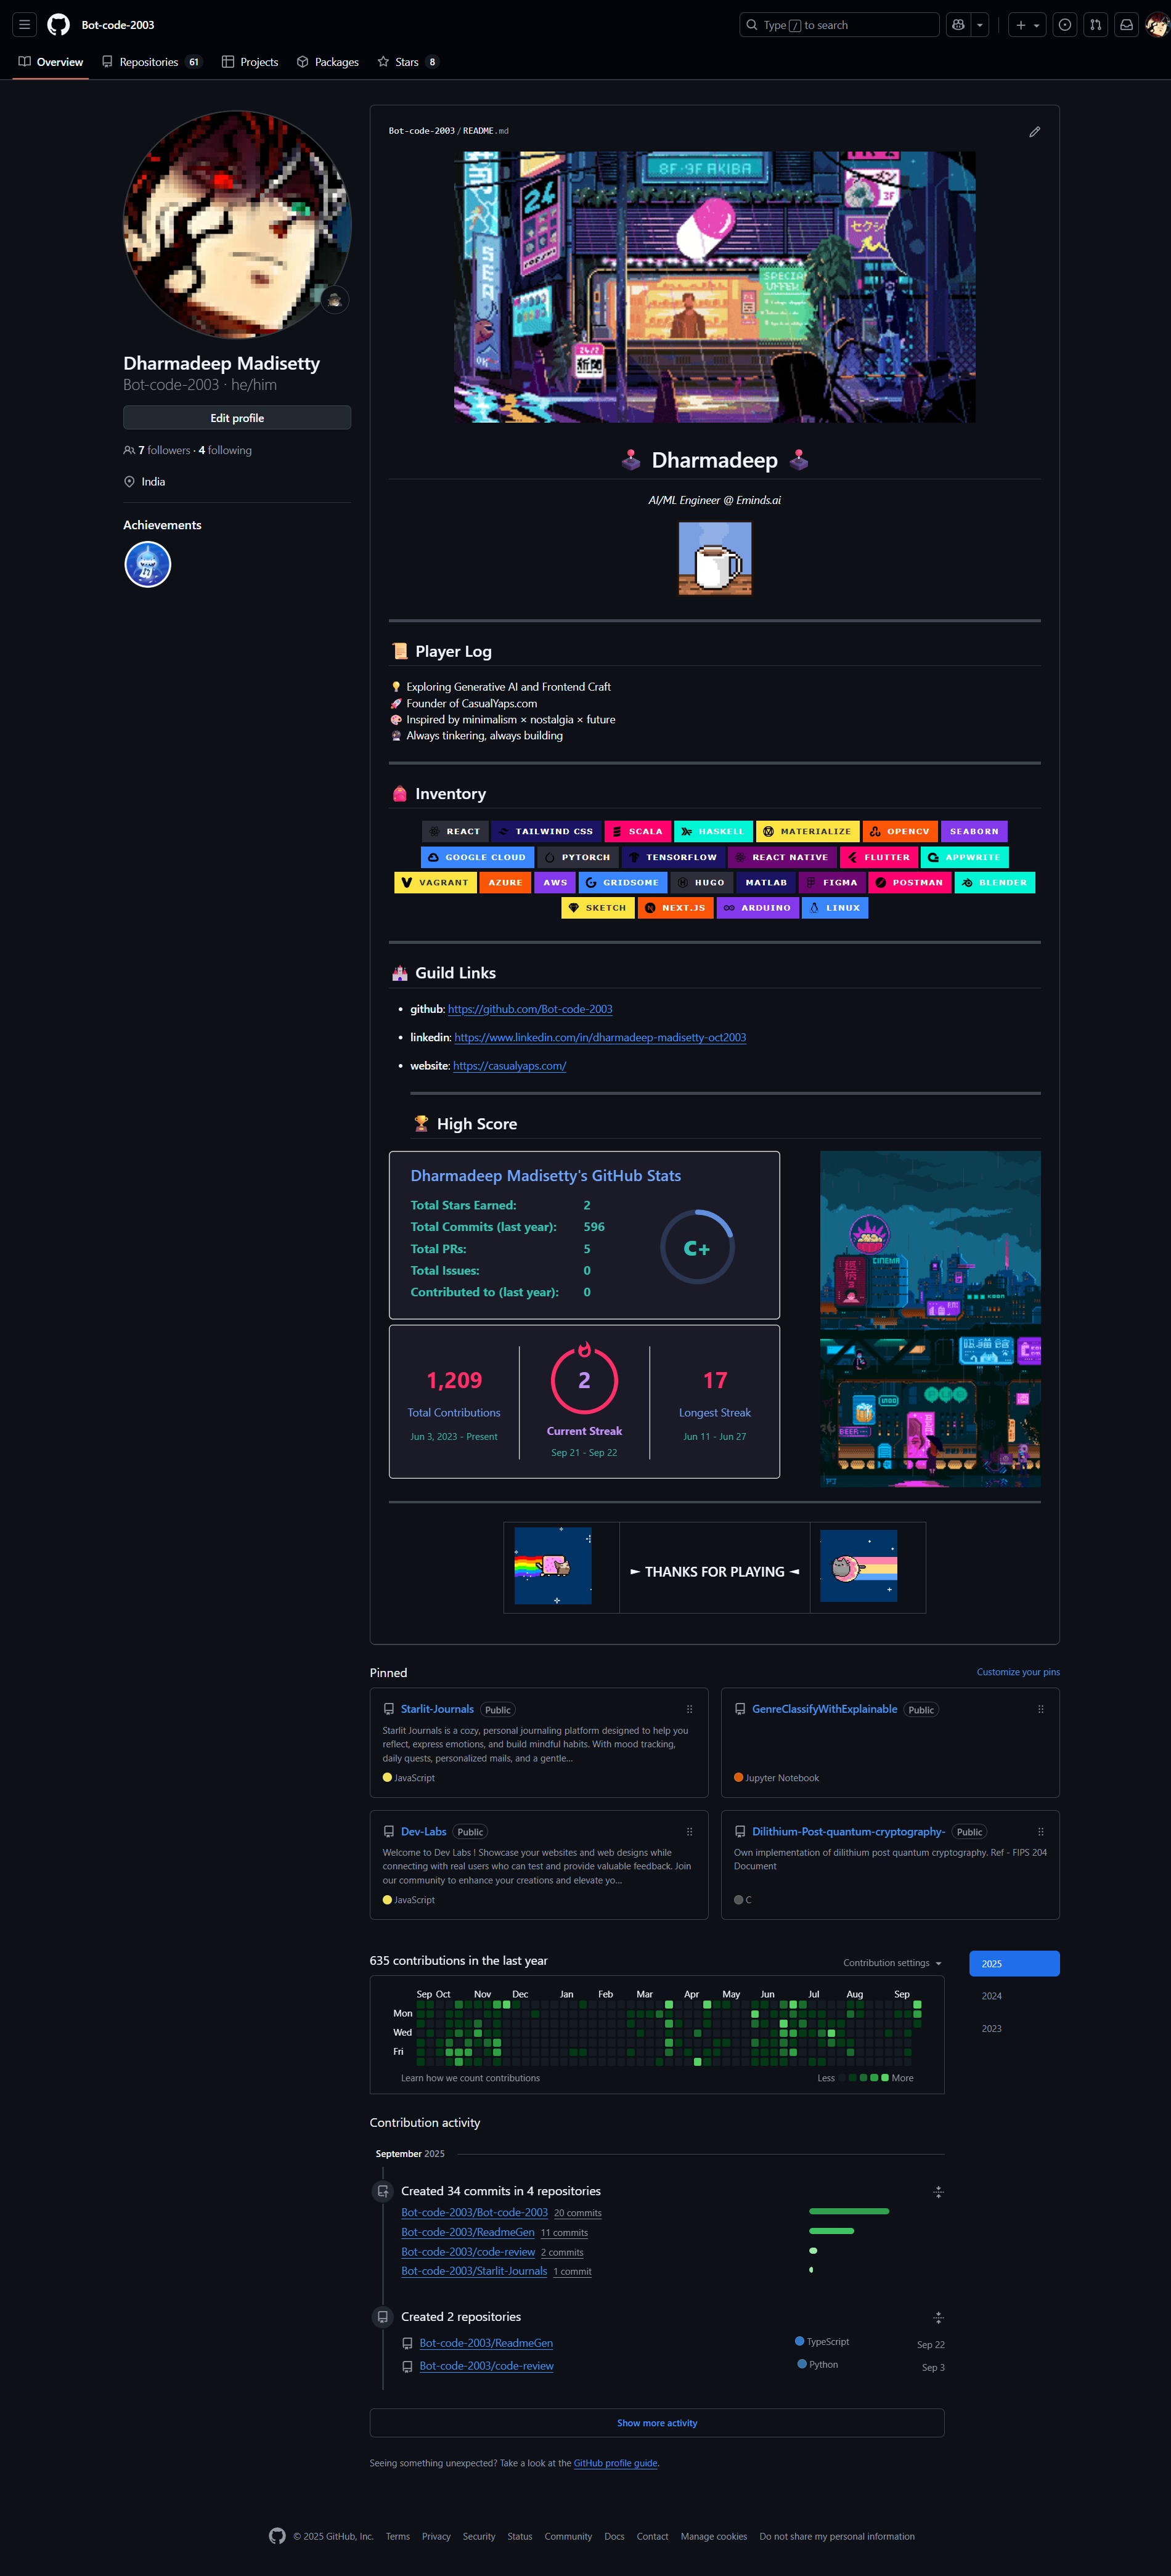 Bot-code-2003
Type / to search
Overview
Repositories 61
Projects
Packages
Stars 8
Bot-code-2003 / README.md
8F-9F AKIBA
24
3F
セクシ
SPECIAL
OFFER
24/7
新聞
Dharmadeep Madisetty
Bot-code-2003 · he/him
Edit profile
7 followers · 4 following
India
Achievements
Dharmadeep
AI/ML Engineer @ Eminds.ai
Player Log
Exploring Generative AI and Frontend Craft
Founder of CasualYaps.com
Inspired by minimalism × nostalgia × future
Always tinkering, always building
Inventory
REACT TAILWIND CSS SCALA HASKELL MATERIALIZE OPENCV SEABORN
GOOGLE CLOUD PYTORCH TENSORFLOW REACT NATIVE FLUTTER APPWRITE
VAGRANT AZURE AWS GRIDSOME HUGO MATLAB FIGMA POSTMAN BLENDER
SKETCH NEXT.JS ARDUINO LINUX
Guild Links
• github: https://github.com/Bot-code-2003
• linkedin: https://www.linkedin.com/in/dharmadeep-madisetty-oct2003
• website: https://casualyaps.com/
High Score
Dharmadeep Madisetty's GitHub Stats
Total Stars Earned: 2
Total Commits (last year): 596
Total PRs: 5
Total Issues: 0
Contributed to (last year): 0
C+
1,209
Total Contributions
Jun 3, 2023 - Present
2
Current Streak
Sep 21 - Sep 22
17
Longest Streak
Jun 11 - Jun 27
CINEMA
BEER
► THANKS FOR PLAYING ◄
Pinned
Customize your pins
Starlit-Journals Public
Starlit Journals is a cozy, personal journaling platform designed to help you
reflect, express emotions, and build mindful habits. With mood tracking,
daily quests, personalized mails, and a gentle...
JavaScript
GenreClassifyWithExplainable Public
Jupyter Notebook
Dev-Labs Public
Welcome to Dev Labs ! Showcase your websites and web designs while
connecting with real users who can test and provide valuable feedback. Join
our community to enhance your creations and elevate yo...
JavaScript
Dilithium-Post-quantum-cryptography- Public
Own implementation of dilithium post quantum cryptography. Ref - FIPS 204
Document
C
635 contributions in the last year
Contribution settings
2025
2024
2023
Sep Oct Nov Dec Jan Feb Mar Apr May Jun Jul Aug Sep
Mon
Wed
Fri
Learn how we count contributions
Less More
Contribution activity
September 2025
Created 34 commits in 4 repositories
Bot-code-2003/Bot-code-2003 20 commits
Bot-code-2003/ReadmeGen 11 commits
Bot-code-2003/code-review 2 commits
Bot-code-2003/Starlit-Journals 1 commit
Created 2 repositories
Bot-code-2003/ReadmeGen TypeScript Sep 22
Bot-code-2003/code-review Python Sep 3
Show more activity
Seeing something unexpected? Take a look at the GitHub profile guide.
© 2025 GitHub, Inc. Terms Privacy Security Status Community Docs Contact Manage cookies Do not share my personal information